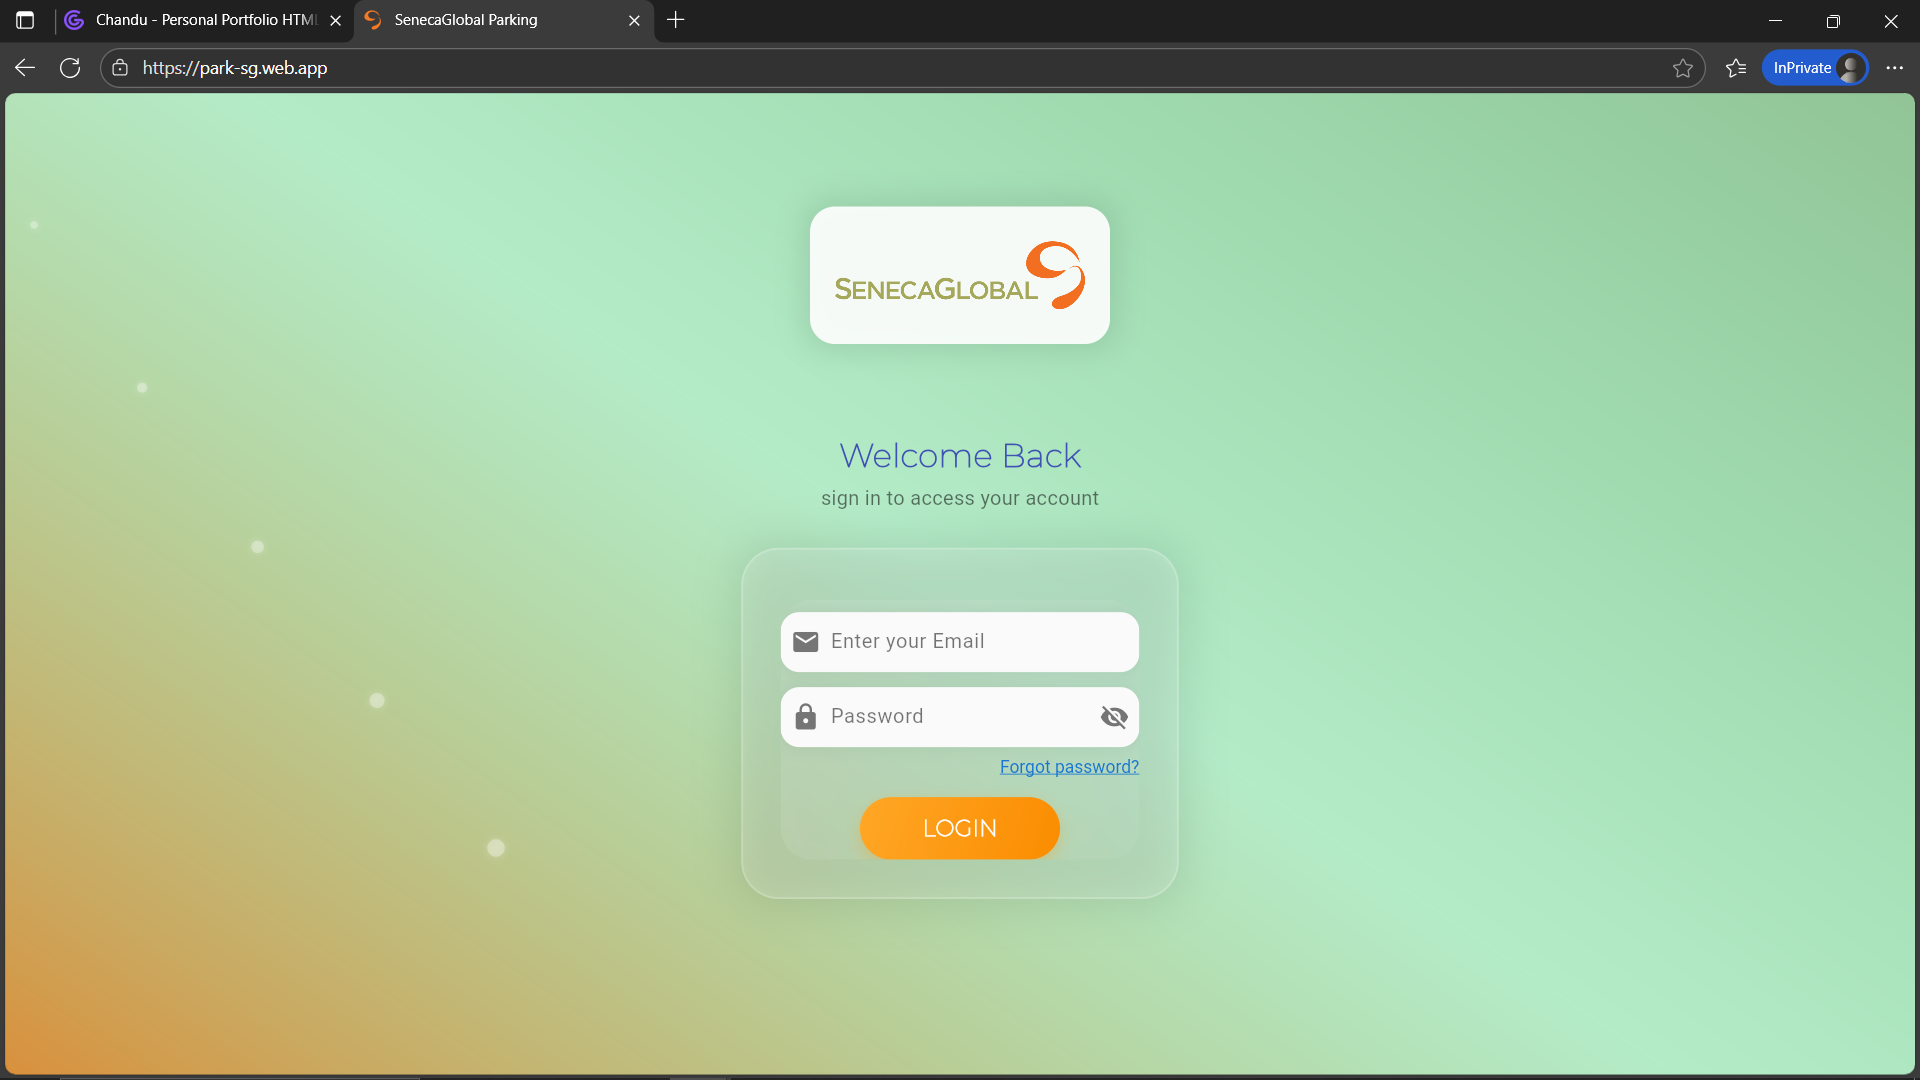 Chandu - Personal Portfolio HTM
SenecaGlobal Parking
https://park-sg.web.app
InPrivate
SENECAGLOBAL
Welcome Back
sign in to access your account
Enter your Email
Password
Forgot password?
LOGIN